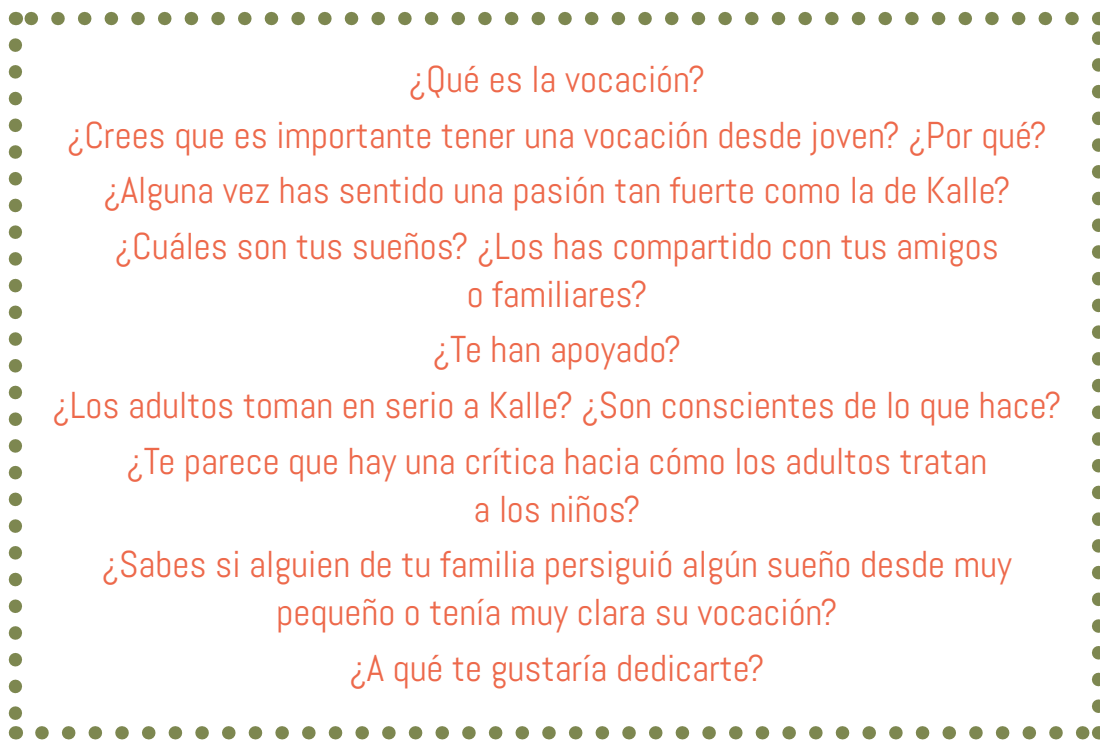 ¿Qué es la vocación?
¿Crees que es importante tener una vocación desde joven? ¿Por qué?
¿Alguna vez has sentido una pasión tan fuerte como la de Kalle?
¿Cuáles son tus sueños? ¿Los has compartido con tus amigos
o familiares?
¿Te han apoyado?
¿Los adultos toman en serio a Kalle? ¿Son conscientes de lo que hace?
¿Te parece que hay una crítica hacia cómo los adultos tratan
a los niños?
¿Sabes si alguien de tu familia persiguió algún sueño desde muy
pequeño o tenía muy clara su vocación?
¿A qué te gustaría dedicarte?